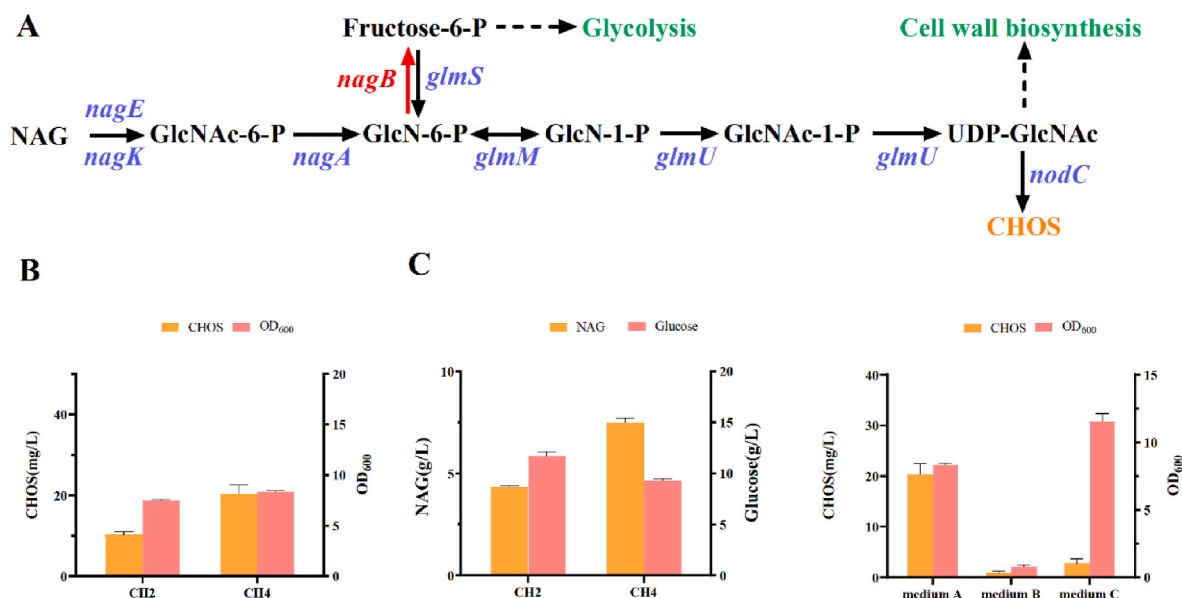 A
Fructose-6-P Glycolysis Cell wall biosynthesis
nagB glmS
nagE
NAG GlcNAc-6-P GlcN-6-P GlcN-1-P GlcNAc-1-P UDP-GlcNAc
nagK nagA glmM glmU glmU nodC
CHOS
B
CHOS OD600
CHOS(mg/L)
40
20
0
20
15
10
5
0
OD600
CH2 CH4
C
NAG Glucose
NAG(g/L)
10
5
0
20
15
10
5
0
Glucose(g/L)
CH2 CH4
CHOS OD600
CHOS(mg/L)
40
30
20
10
0
15
10
5
0
OD600
medium A medium B medium C